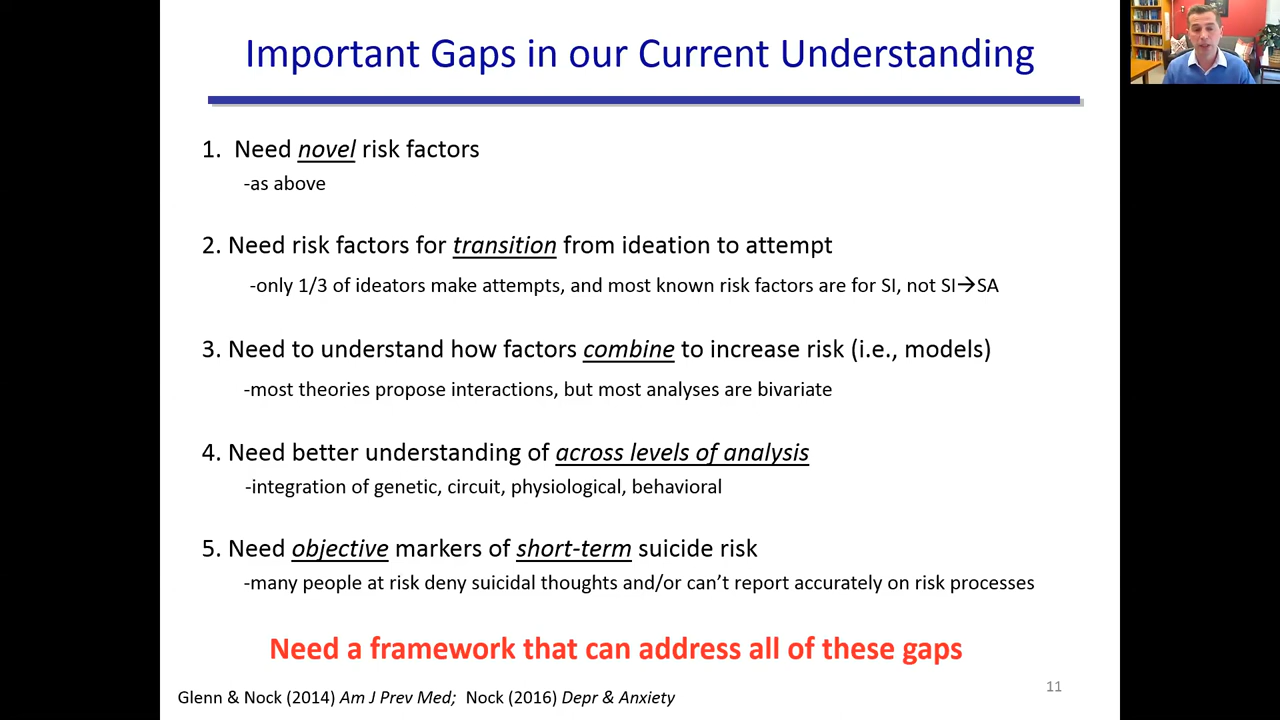 Important Gaps in our Current Understanding
1. Need novel risk factors
-as above
2. Need risk factors for transition from ideation to attempt
-only 1/3 of ideators make attempts, and most known risk factors are for SI, not SI→SA
3. Need to understand how factors combine to increase risk (i.e., models)
-most theories propose interactions, but most analyses are bivariate
4. Need better understanding of across levels of analysis
-integration of genetic, circuit, physiological, behavioral
5. Need objective markers of short-term suicide risk
-many people at risk deny suicidal thoughts and/or can't report accurately on risk processes
Need a framework that can address all of these gaps
Glenn & Nock (2014) Am J Prev Med; Nock (2016) Depr & Anxiety
11